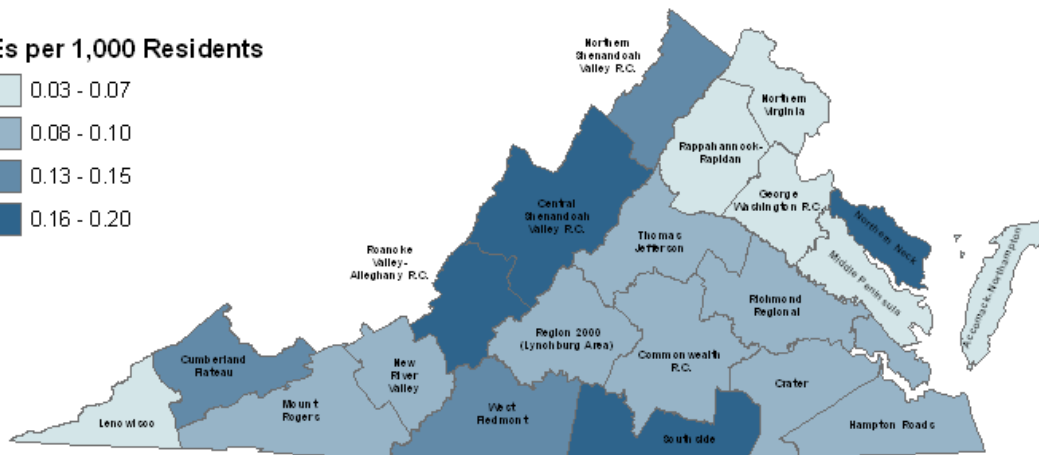 Es per 1,000 Residents
0.03 - 0.07
0.08 - 0.10
0.13 - 0.15
0.16 - 0.20
Northern
Shenandoah
Valley R.C.
Northern
Virginia
Rappahannock-
Rapidan
George
Washington R.C.
Central
Shenandoah
Valley R.C.
Northern Neck
Thomas
Jefferson
Roanoke
Valley-
Alleghany R.C.
Middle Peninsula
Accomack-Northampton
Richmond
Regional
Region 2000
(Lynchburg Area)
Commonwealth
R.C.
Cumberland
Plateau
New
River
Valley
Crater
Mount
Rogers
West
Piedmont
Lenowisco
Southside
Hampton Roads